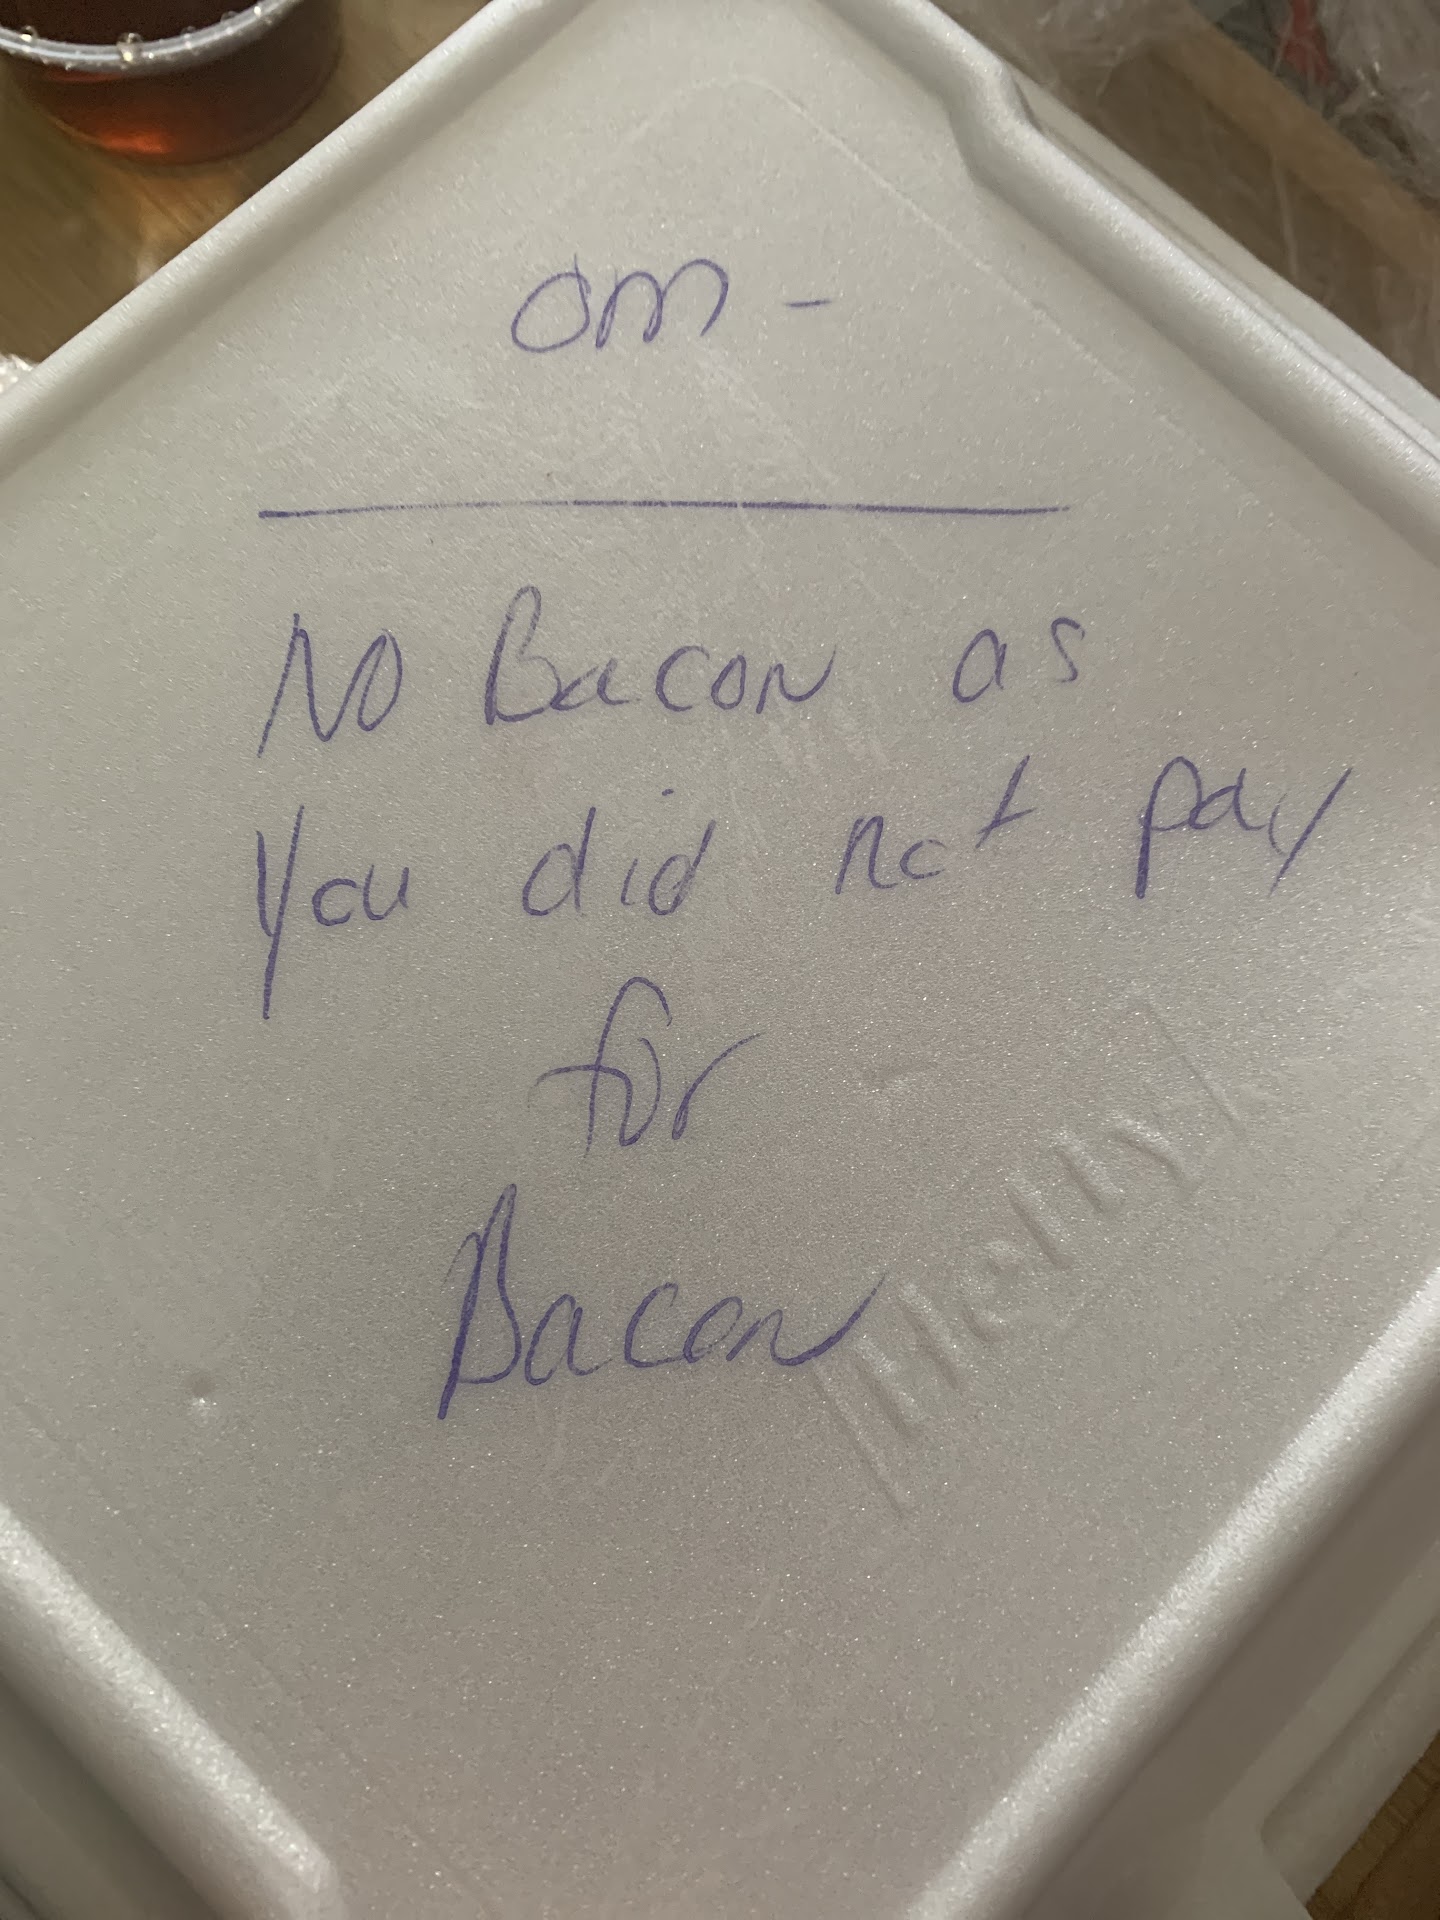 om -
No Bacon as
you did not pay
for
Bacon